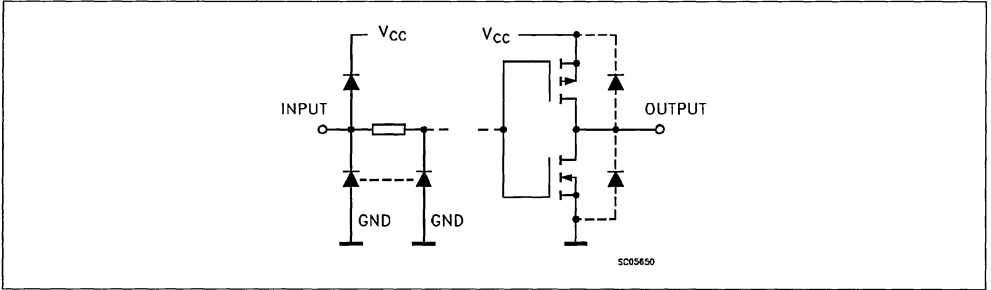 VCC
VCC
INPUT
OUTPUT
GND
GND
SC05650